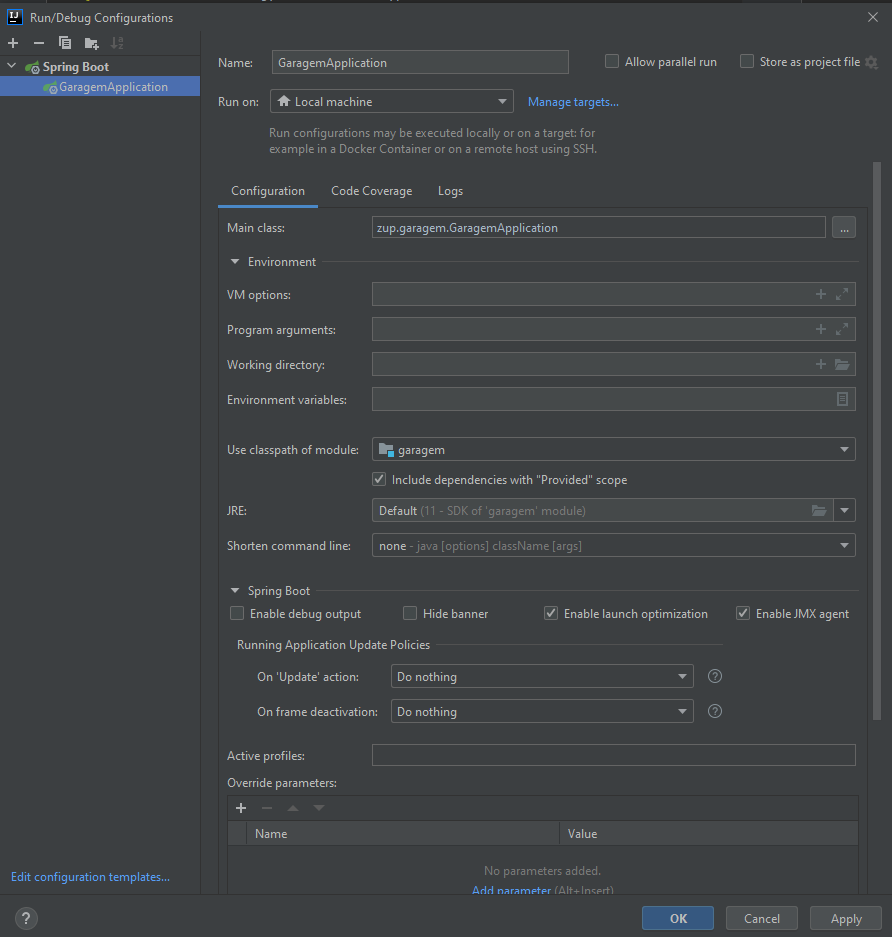 Run/Debug Configurations
Spring Boot
GaragemApplication
Edit configuration templates...
Name: GaragemApplication
Allow parallel run
Store as project file
Run on: Local machine
Manage targets...
Run configurations may be executed locally or on a target: for
example in a Docker Container or on a remote host using SSH.
Configuration Code Coverage Logs
Main class: zup.garagem.GaragemApplication ...
Environment
VM options:
Program arguments:
Working directory:
Environment variables:
Use classpath of module: garagem
Include dependencies with "Provided" scope
JRE: Default (11 - SDK of 'garagem' module)
Shorten command line: none - java [options] className [args]
Spring Boot
Enable debug output Hide banner Enable launch optimization Enable JMX agent
Running Application Update Policies
On 'Update' action: Do nothing
On frame deactivation: Do nothing
Active profiles:
Override parameters:
Name Value
No parameters added.
Add parameter (Alt+Insert)
? OK Cancel Apply